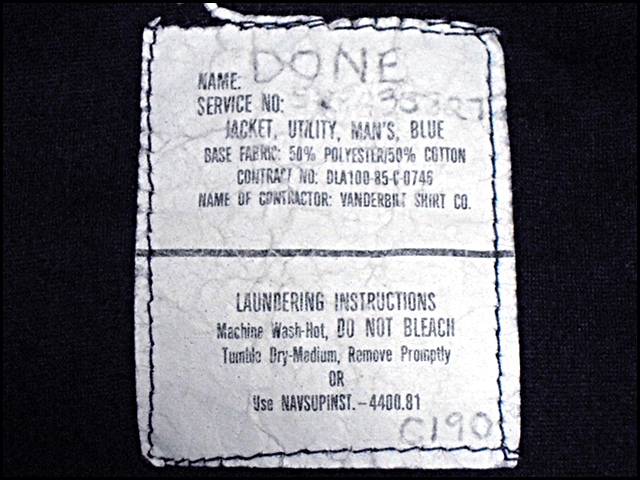 NAME: DONE
SERVICE NO:
JACKET, UTILITY, MAN'S, BLUE
BASE FABRIC: 50% POLYESTER/50% COTTON
CONTRACT NO: DLA100-85-C-0746
NAME OF CONTRACTOR: VANDERBILT SHIRT CO.
LAUNDERING INSTRUCTIONS
Machine Wash-Hot, DO NOT BLEACH
Tumble Dry-Medium, Remove Promptly
OR
Use NAVSUPINST.-4400.81
C190